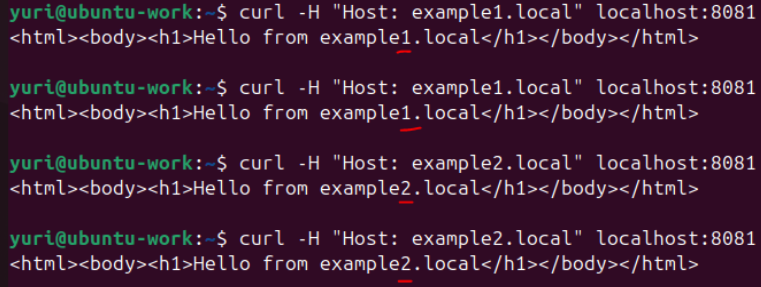 yuri@ubuntu-work:~$ curl -H "Host: example1.local" localhost:8081
<html><body><h1>Hello from example1.local</h1></body></html>
yuri@ubuntu-work:~$ curl -H "Host: example1.local" localhost:8081
<html><body><h1>Hello from example1.local</h1></body></html>
yuri@ubuntu-work:~$ curl -H "Host: example2.local" localhost:8081
<html><body><h1>Hello from example2.local</h1></body></html>
yuri@ubuntu-work:~$ curl -H "Host: example2.local" localhost:8081
<html><body><h1>Hello from example2.local</h1></body></html>